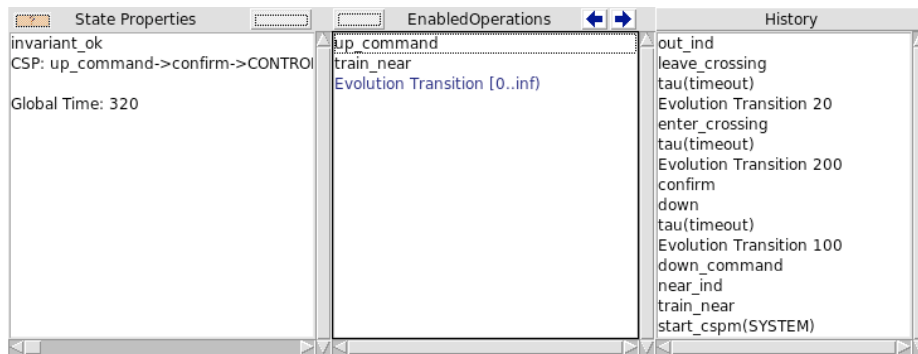 State Properties
invariant_ok
CSP: up_command->confirm->CONTROl
Global Time: 320
EnabledOperations
up_command
train_near
Evolution Transition [0..inf)
History
out_ind
leave_crossing
tau(timeout)
Evolution Transition 20
enter_crossing
tau(timeout)
Evolution Transition 200
confirm
down
tau(timeout)
Evolution Transition 100
down_command
near_ind
train_near
start_cspm(SYSTEM)